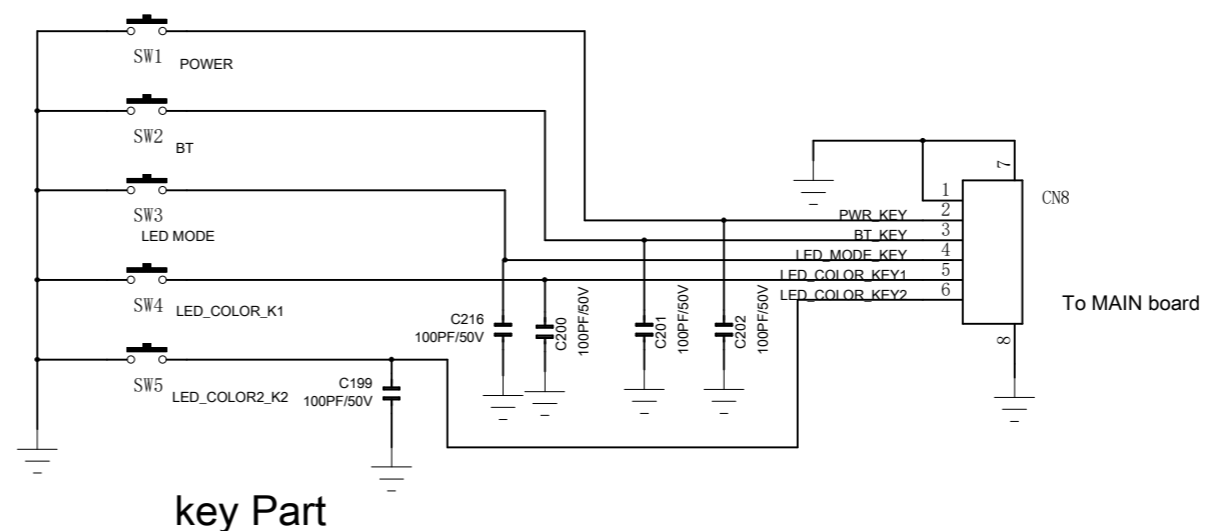 SW1
POWER
SW2
BT
SW3
LED MODE
SW4
LED_COLOR_K1
SW5
LED_COLOR2_K2
C199
100PF/50V
C216
100PF/50V
C200
100PF/50V
C201
100PF/50V
C202
100PF/50V
PWR_KEY
BT_KEY
LED_MODE_KEY
LED_COLOR_KEY1
LED_COLOR_KEY2
1
2
3
4
5
6
7
8
CN8
To MAIN board
key Part